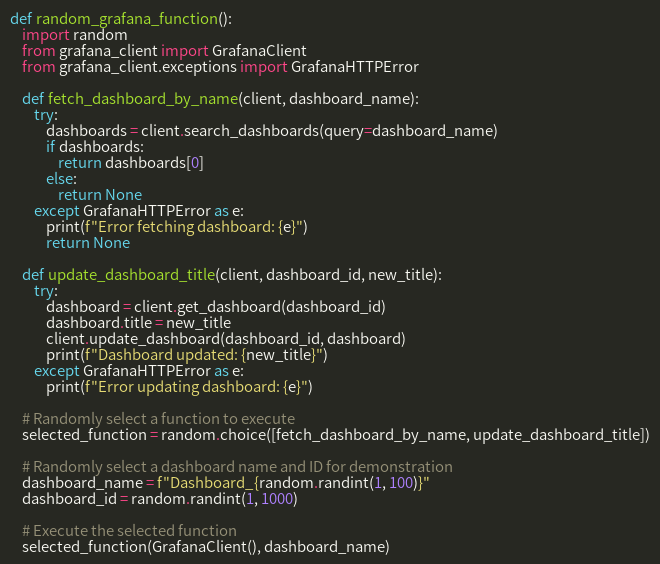 def random_grafana_function():
    import random
    from grafana_client import GrafanaClient
    from grafana_client.exceptions import GrafanaHTTPError

    def fetch_dashboard_by_name(client, dashboard_name):
        try:
            dashboards = client.search_dashboards(query=dashboard_name)
            if dashboards:
                return dashboards[0]
            else:
                return None
        except GrafanaHTTPError as e:
            print(f"Error fetching dashboard: {e}")
            return None

    def update_dashboard_title(client, dashboard_id, new_title):
        try:
            dashboard = client.get_dashboard(dashboard_id)
            dashboard.title = new_title
            client.update_dashboard(dashboard_id, dashboard)
            print(f"Dashboard updated: {new_title}")
        except GrafanaHTTPError as e:
            print(f"Error updating dashboard: {e}")

    # Randomly select a function to execute
    selected_function = random.choice([fetch_dashboard_by_name, update_dashboard_title])

    # Randomly select a dashboard name and ID for demonstration
    dashboard_name = f"Dashboard_{random.randint(1, 100)}"
    dashboard_id = random.randint(1, 1000)

    # Execute the selected function
    selected_function(GrafanaClient(), dashboard_name)